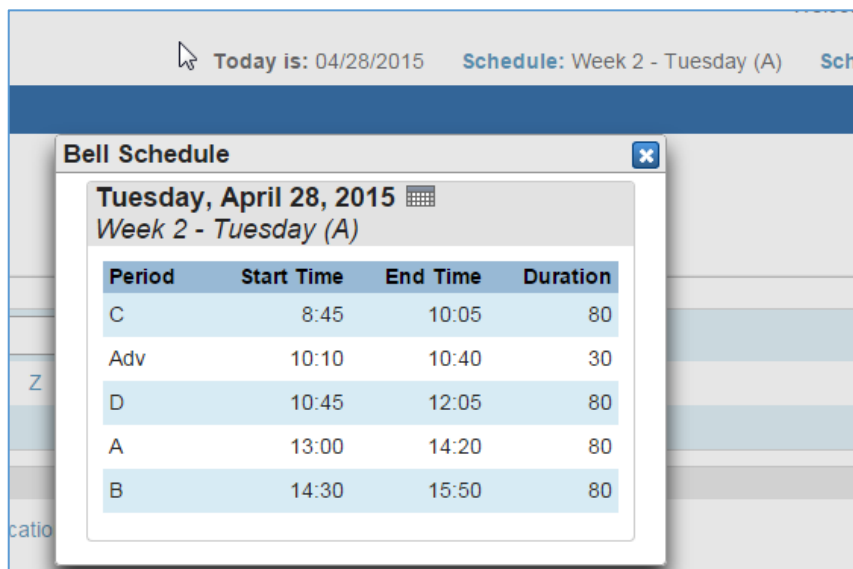 Today is: 04/28/2015 Schedule: Week 2 - Tuesday (A) Sch
Bell Schedule
Tuesday, April 28, 2015
Week 2 - Tuesday (A)
Period Start Time End Time Duration
C 8:45 10:05 80
Adv 10:10 10:40 30
Z
D 10:45 12:05 80
A 13:00 14:20 80
B 14:30 15:50 80
catio